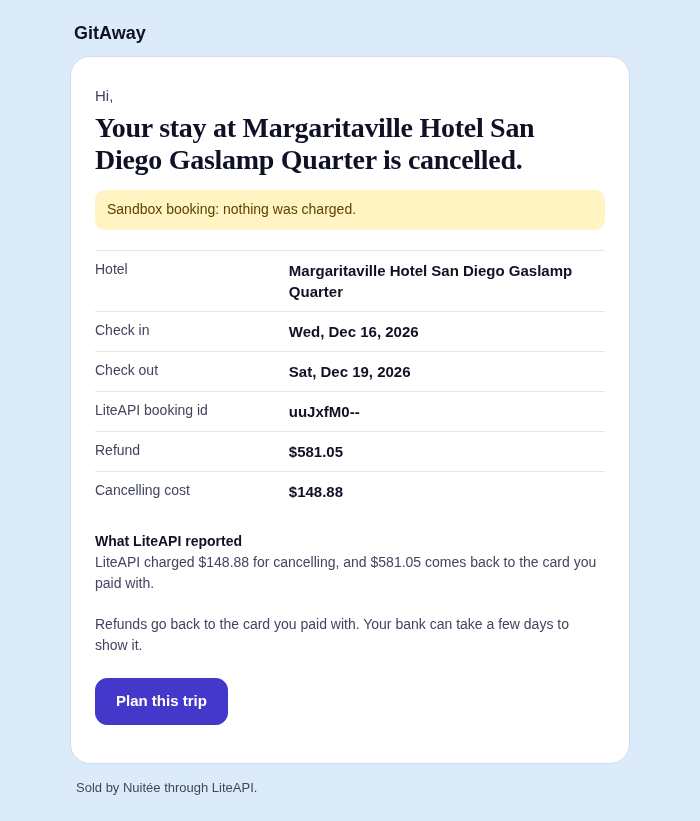 GitAway
Hi,
Your stay at Margaritaville Hotel San
Diego Gaslamp Quarter is cancelled.
Sandbox booking: nothing was charged.
Hotel
Margaritaville Hotel San Diego Gaslamp
Quarter
Check in
Wed, Dec 16, 2026
Check out
Sat, Dec 19, 2026
LiteAPI booking id
uuJxfM0--
Refund
$581.05
Cancelling cost
$148.88
What LiteAPI reported
LiteAPI charged $148.88 for cancelling, and $581.05 comes back to the card you
paid with.
Refunds go back to the card you paid with. Your bank can take a few days to
show it.
Plan this trip
Sold by Nuitée through LiteAPI.